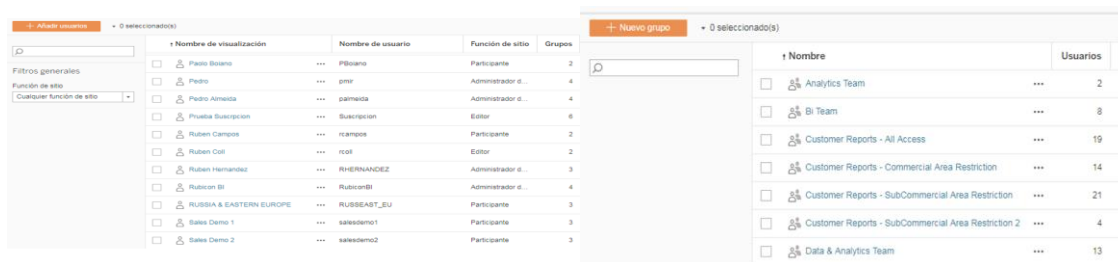 + Añadir usuarios
0 seleccionado(s)
↑ Nombre de visualización Nombre de usuario Función de sitio Grupos
Filtros generales
Función de sitio
Cualquier función de sitio
Paolo Boiano ••• PBoiano Participante 2
Pedro ••• pmir Administrador d... 4
Pedro Almeida ••• palmeida Administrador d... 4
Prueba Suscripcion ••• Suscripcion Editor 6
Ruben Campos ••• rcampos Participante 2
Ruben Coll ••• rcoll Editor 2
Ruben Hernandez ••• RHERNANDEZ Administrador d... 3
Rubicon BI ••• RubiconBI Administrador d... 4
RUSSIA & EASTERN EUROPE ••• RUSSEAST_EU Participante 3
Sales Demo 1 ••• salesdemo1 Participante 3
Sales Demo 2 ••• salesdemo2 Participante 3
+ Nuevo grupo
0 seleccionado(s)
↑ Nombre Usuarios
Analytics Team ••• 2
Bi Team ••• 8
Customer Reports - All Access ••• 19
Customer Reports - Commercial Area Restriction ••• 14
Customer Reports - SubCommercial Area Restriction ••• 21
Customer Reports - SubCommercial Area Restriction 2 ••• 4
Data & Analytics Team ••• 13